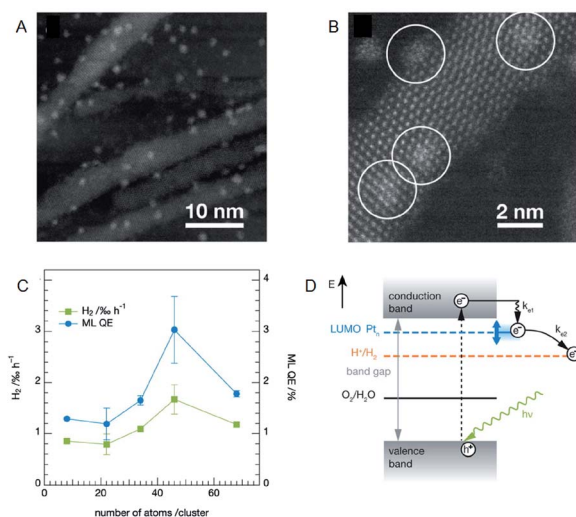 A
B
10 nm
2 nm
C
D
H₂/‰ h⁻¹
ML QE
H₂/‰ h⁻¹
ML QE/%
4
3
3
2
2
1
1
0
0
0
20
40
60
80
number of atoms /cluster
E
conduction
band
e⁻
kₑ₁
LUMO Ptₙ
e⁻
kₑ₂
H⁺/H₂
e⁻
band gap
O₂/H₂O
hν
valence
band
h⁺